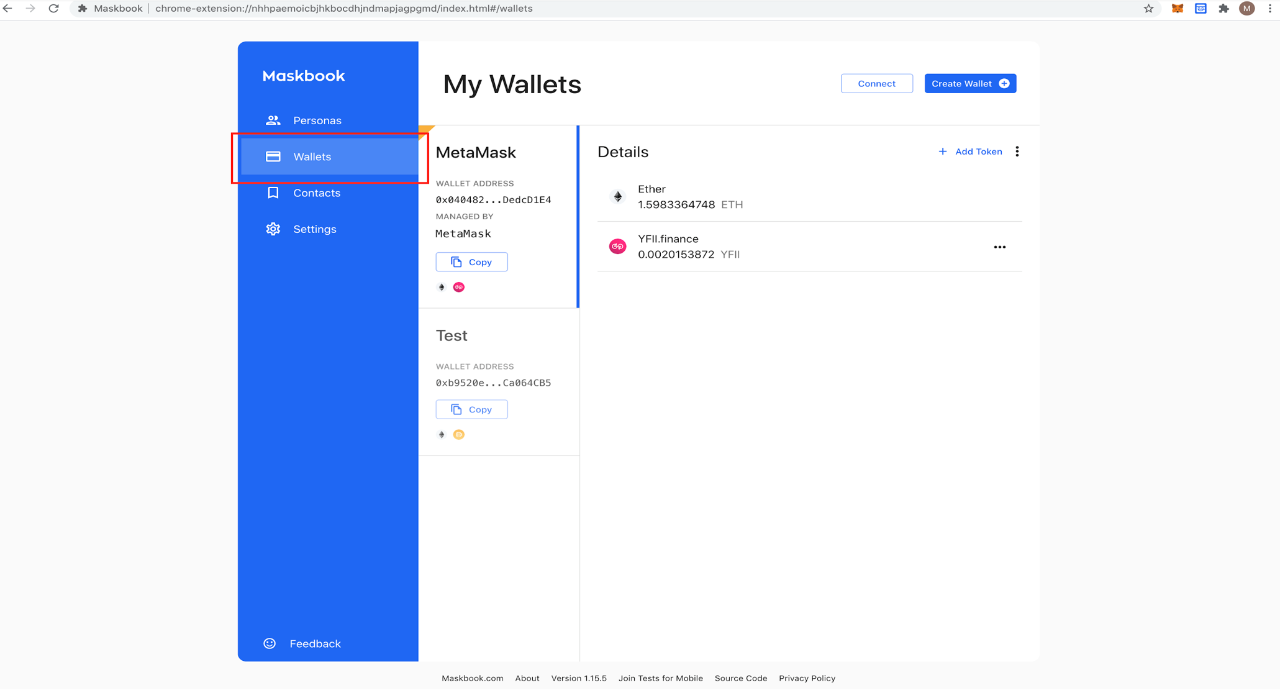 Maskbook chrome-extension://nhhpaemoicbjhkbocdhjndmapjagpgmd/index.html#/wallets
M
Maskbook
Personas
Wallets
Contacts
Settings
Feedback
My Wallets
Connect
Create Wallet
MetaMask
WALLET ADDRESS
0x040482...DedcD1E4
MANAGED BY
MetaMask
Copy
Test
WALLET ADDRESS
0xb9520e...Ca064CB5
Copy
Details
Add Token
Ether
1.5983364748 ETH
YFII.finance
0.0020153872 YFII
Maskbook.com About Version 1.15.5 Join Tests for Mobile Source Code Privacy Policy